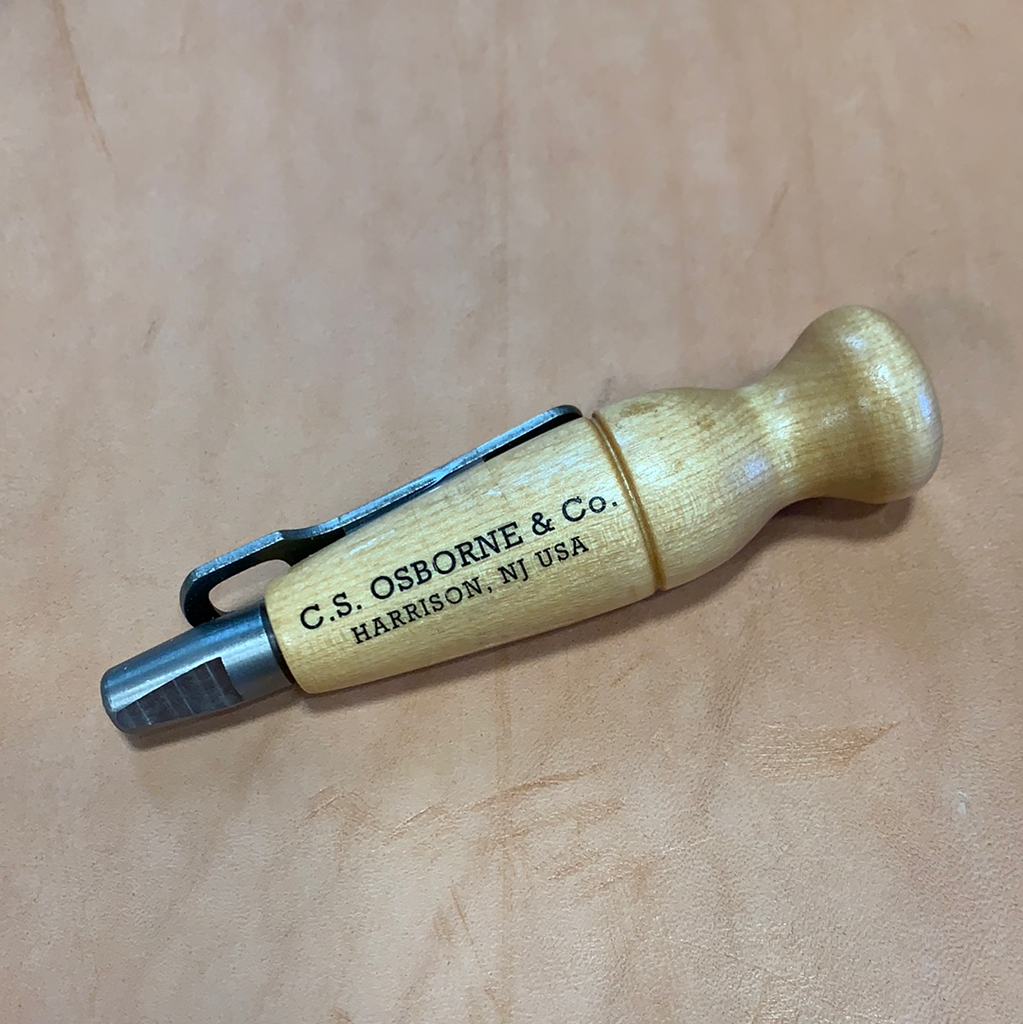 C.S. OSBORNE & Co.
HARRISON, NJ USA